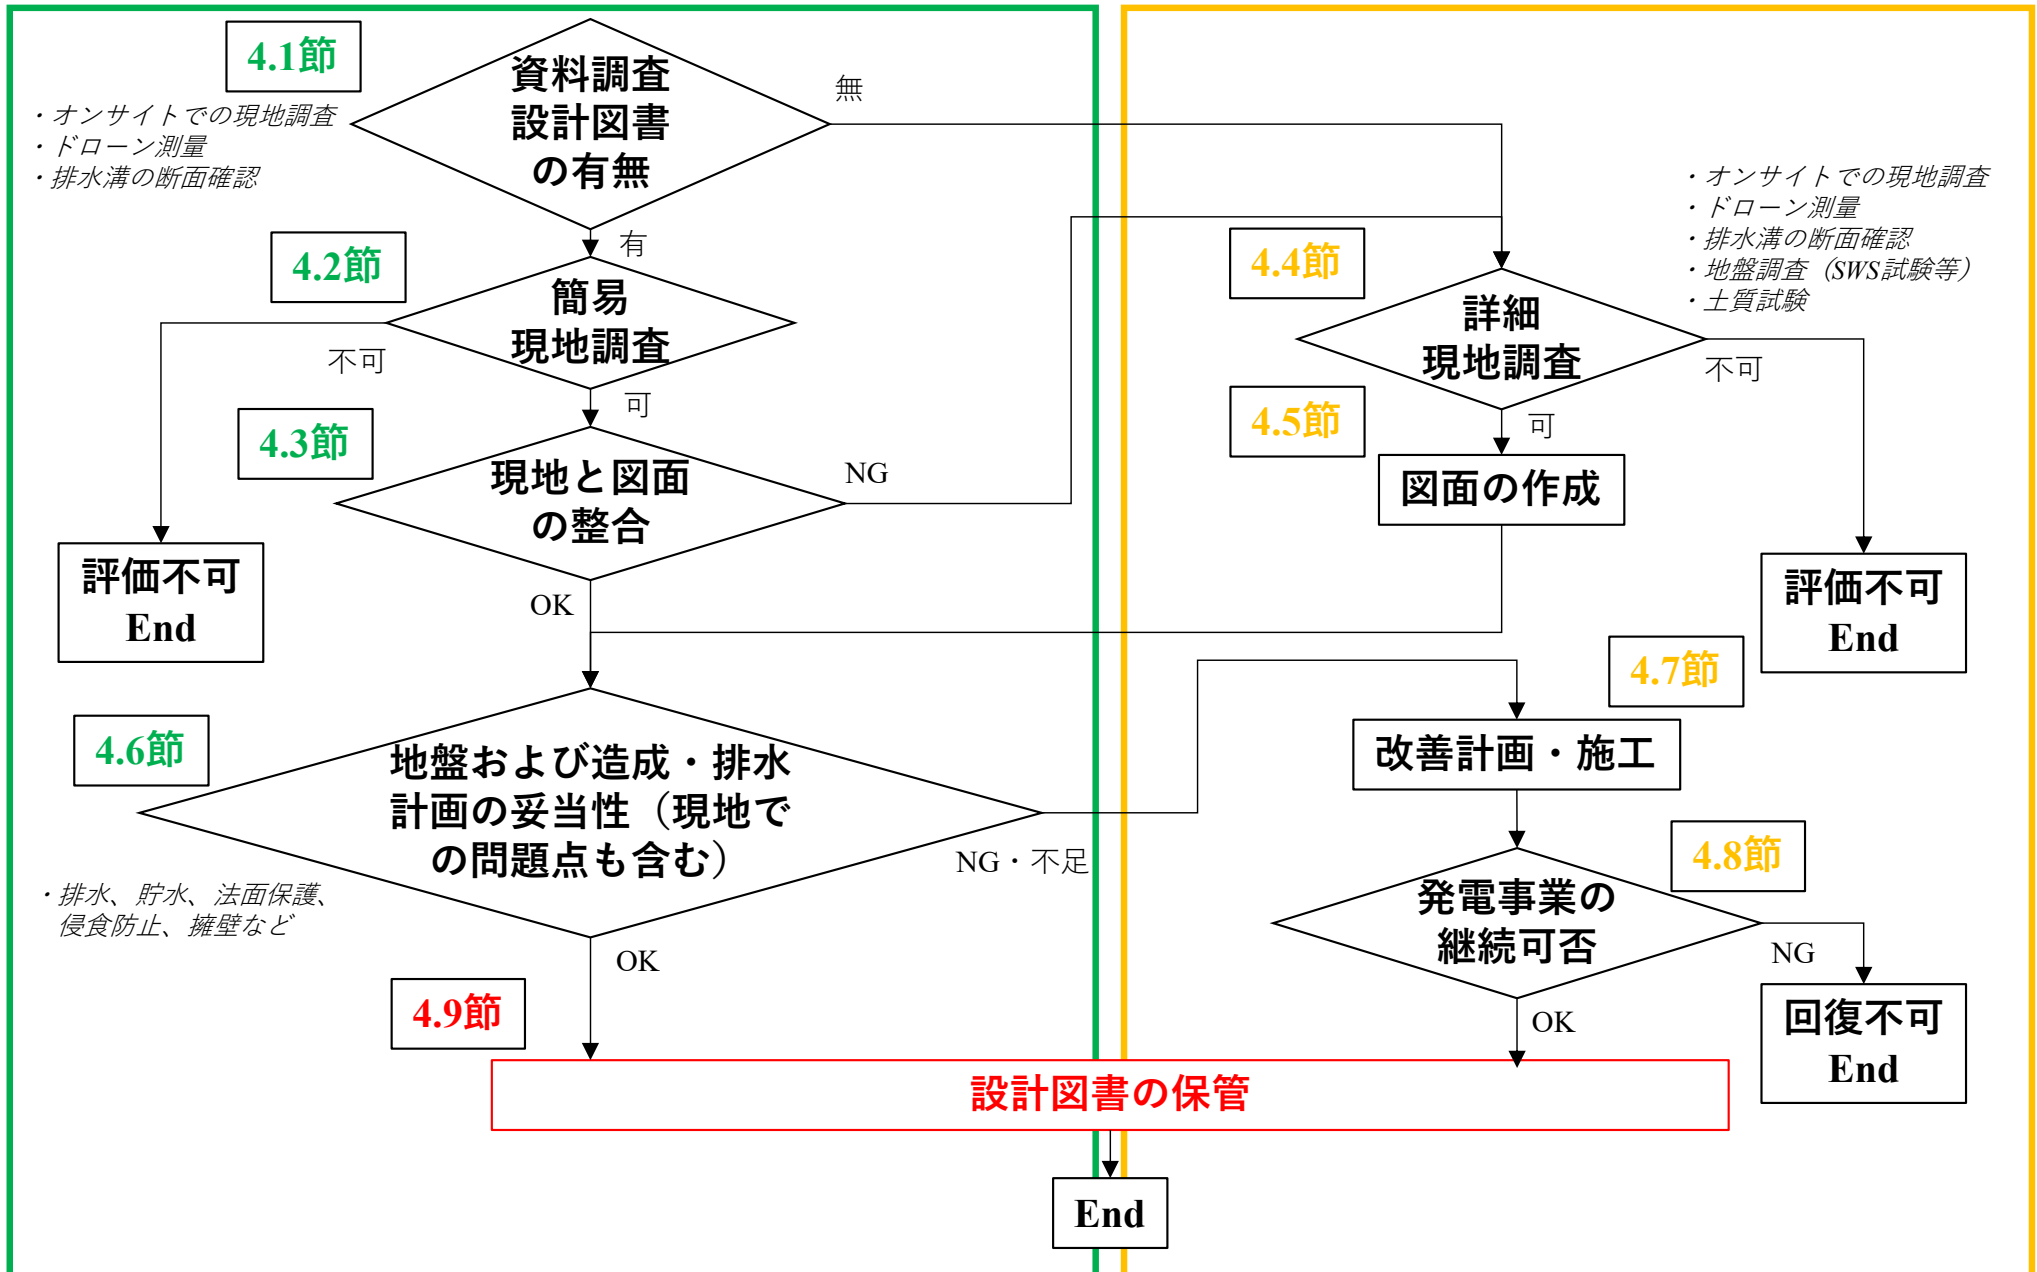 4.1節
・オンサイトでの現地調査
・ドローン測量
・排水溝の断面確認
資料調査
設計図書
の有無
無
有
4.2節
簡易
現地調査
不可
可
4.3節
現地と図面
の整合
NG
OK
評価不可
End
・オンサイトでの現地調査
・ドローン測量
・排水溝の断面確認
・地盤調査（SWS試験等）
・土質試験
4.4節
詳細
現地調査
不可
可
4.5節
図面の作成
評価不可
End
4.6節
地盤および造成・排水
計画の妥当性（現地で
の問題点も含む）
NG・不足
・排水、貯水、法面保護、
侵食防止、擁壁など
OK
4.7節
改善計画・施工
4.8節
発電事業の
継続可否
NG
OK
回復不可
End
4.9節
設計図書の保管
End